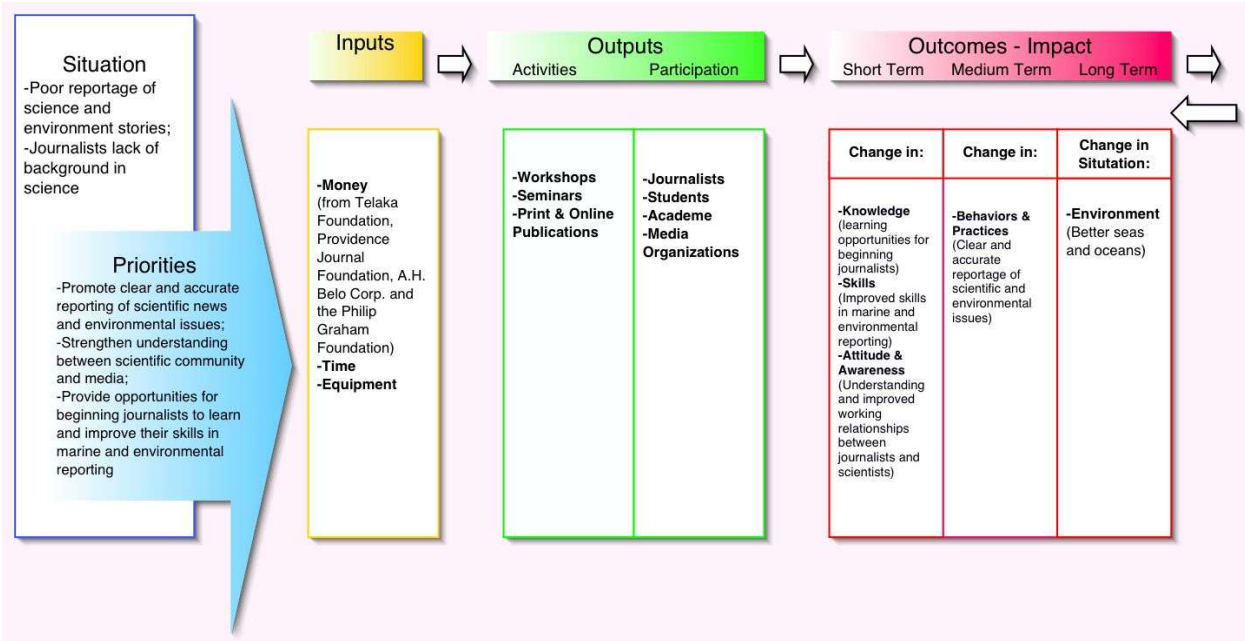 Situation
-Poor reportage of
science and
environment stories;
-Journalists lack of
background in
science
Priorities
-Promote clear and accurate
reporting of scientific news
and environmental issues;
-Strengthen understanding
between scientific community
and media;
-Provide opportunities for
beginning journalists to learn
and improve their skills in
marine and environmental
reporting
Inputs
-Money
(from Telaka
Foundation,
Providence
Journal
Foundation, A.H.
Belo Corp. and
the Philip
Graham
Foundation)
-Time
-Equipment
Outputs
Activities Participation
-Workshops
-Seminars
-Print & Online
Publications
-Journalists
-Students
-Academe
-Media
Organizations
Outcomes - Impact
Short Term Medium Term Long Term
Change in:
-Knowledge
(learning
opportunities for
beginning
journalists)
-Skills
(Improved skills
in marine and
environmental
reporting)
-Attitude &
Awareness
(Understanding
and improved
working
relationships
between
journalists and
scientists)
Change in:
-Behaviors &
Practices
(Clear and
accurate
reportage of
scientific and
environmental
issues)
Change in
Situtation:
-Environment
(Better seas
and oceans)